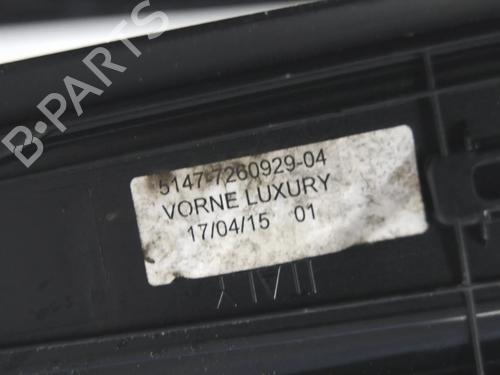 B-PARTS
5147-7260929-04
VORNE LUXURY
17/04/15 01